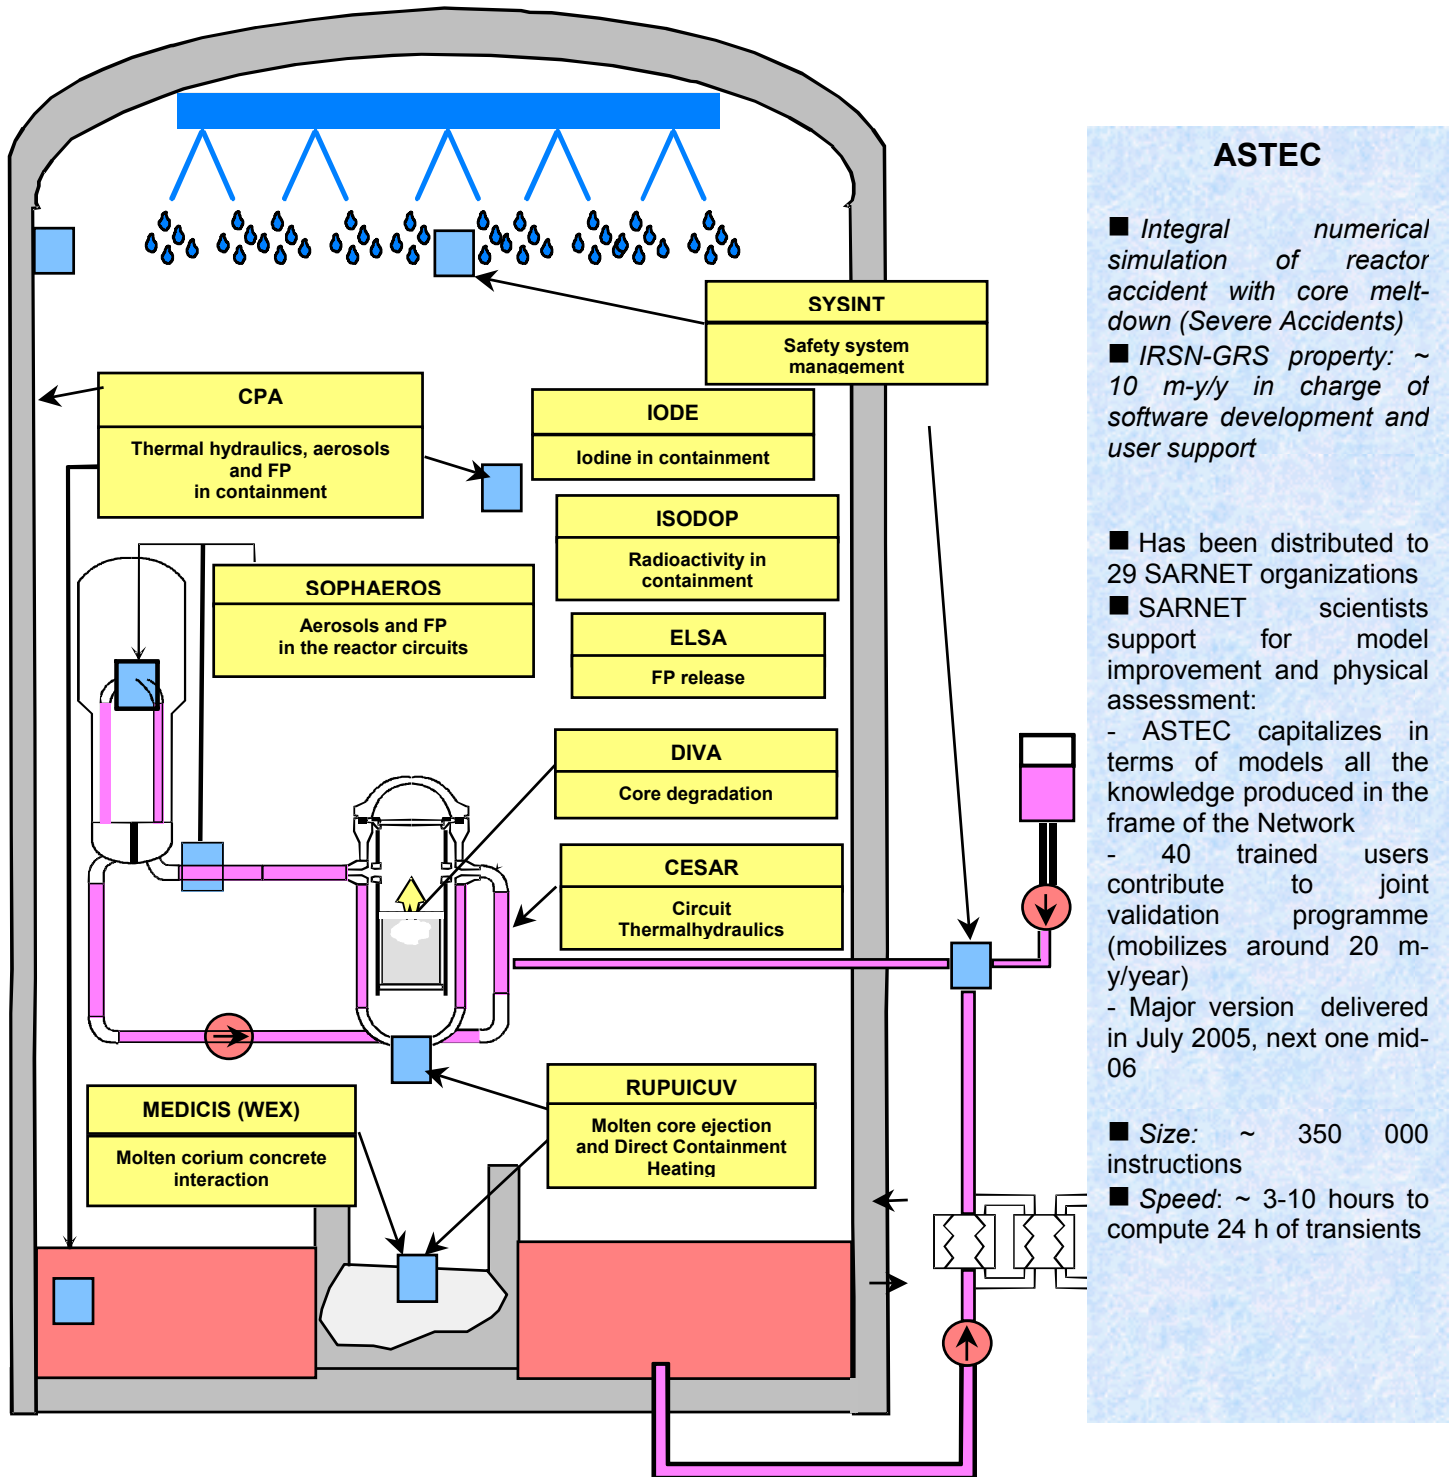 SYSINT
Safety system
management
CPA
Thermal hydraulics, aerosols
and FP
in containment
IODE
Iodine in containment
ISODOP
Radioactivity in
containment
SOPHAEROS
Aerosols and FP
in the reactor circuits
ELSA
FP release
DIVA
Core degradation
CESAR
Circuit
Thermalhydraulics
MEDICIS (WEX)
Molten corium concrete
interaction
RUPUICUV
Molten core ejection
and Direct Containment
Heating
ASTEC
■ Integral numerical
simulation of reactor
accident with core melt-
down (Severe Accidents)
■ IRSN-GRS property: ~
10 m-y/y in charge of
software development and
user support
■ Has been distributed to
29 SARNET organizations
■ SARNET scientists
support for model
improvement and physical
assessment:
- ASTEC capitalizes in
terms of models all the
knowledge produced in the
frame of the Network
- 40 trained users
contribute to joint
validation programme
(mobilizes around 20 m-
y/year)
- Major version delivered
in July 2005, next one mid-
06
■ Size: ~ 350 000
instructions
■ Speed: ~ 3-10 hours to
compute 24 h of transients